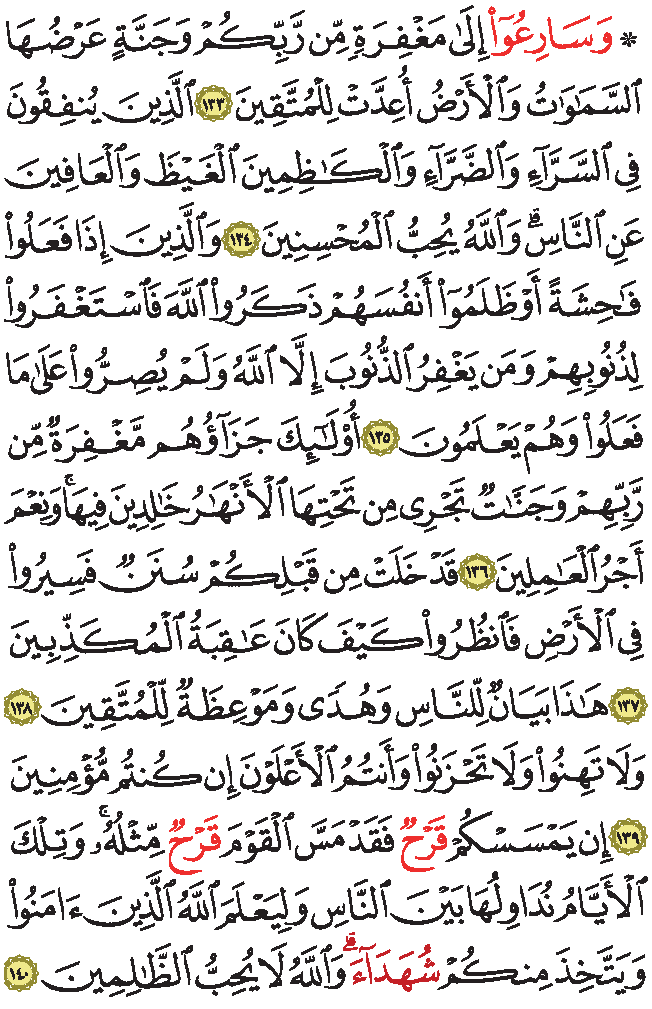 * وَسَارِعُوٓا۟ إِلَىٰ مَغْفِرَةٍ مِّن رَّبِّكُمْ وَجَنَّةٍ عَرْضُهَا
ٱلسَّمَٰوَٰتُ وَٱلْأَرْضُ أُعِدَّتْ لِلْمُتَّقِينَ ١٣٣ ٱلَّذِينَ يُنفِقُونَ
فِى ٱلسَّرَّآءِ وَٱلضَّرَّآءِ وَٱلْكَٰظِمِينَ ٱلْغَيْظَ وَٱلْعَافِينَ
عَنِ ٱلنَّاسِ ۗ وَٱللَّهُ يُحِبُّ ٱلْمُحْسِنِينَ ١٣٤ وَٱلَّذِينَ إِذَا فَعَلُوا۟
فَٰحِشَةً أَوْ ظَلَمُوٓا۟ أَنفُسَهُمْ ذَكَرُوا۟ ٱللَّهَ فَٱسْتَغْفَرُوا۟
لِذُنُوبِهِمْ وَمَن يَغْفِرُ ٱلذُّنُوبَ إِلَّا ٱللَّهُ وَلَمْ يُصِرُّوا۟ عَلَىٰ مَا
فَعَلُوا۟ وَهُمْ يَعْلَمُونَ ١٣٥ أُو۟لَٰٓئِكَ جَزَآؤُهُم مَّغْفِرَةٌ مِّن
رَّبِّهِمْ وَجَنَّٰتٌ تَجْرِى مِن تَحْتِهَا ٱلْأَنْهَٰرُ خَٰلِدِينَ فِيهَا ۚ وَنِعْمَ
أَجْرُ ٱلْعَٰمِلِينَ ١٣٦ قَدْ خَلَتْ مِن قَبْلِكُمْ سُنَنٌ فَسِيرُوا۟
فِى ٱلْأَرْضِ فَٱنظُرُوا۟ كَيْفَ كَانَ عَٰقِبَةُ ٱلْمُكَذِّبِينَ
١٣٧ هَٰذَا بَيَانٌ لِّلنَّاسِ وَهُدًى وَمَوْعِظَةٌ لِّلْمُتَّقِينَ ١٣٨
وَلَا تَهِنُوا۟ وَلَا تَحْزَنُوا۟ وَأَنتُمُ ٱلْأَعْلَوْنَ إِن كُنتُم مُّؤْمِنِينَ
١٣٩ إِن يَمْسَسْكُمْ قَرْحٌ فَقَدْ مَسَّ ٱلْقَوْمَ قَرْحٌ مِّثْلُهُۥ ۚ وَتِلْكَ
ٱلْأَيَّامُ نُدَاوِلُهَا بَيْنَ ٱلنَّاسِ وَلِيَعْلَمَ ٱللَّهُ ٱلَّذِينَ ءَامَنُوا۟
وَيَتَّخِذَ مِنكُمْ شُهَدَآءَ ۗ وَٱللَّهُ لَا يُحِبُّ ٱلظَّٰلِمِينَ ١٤٠